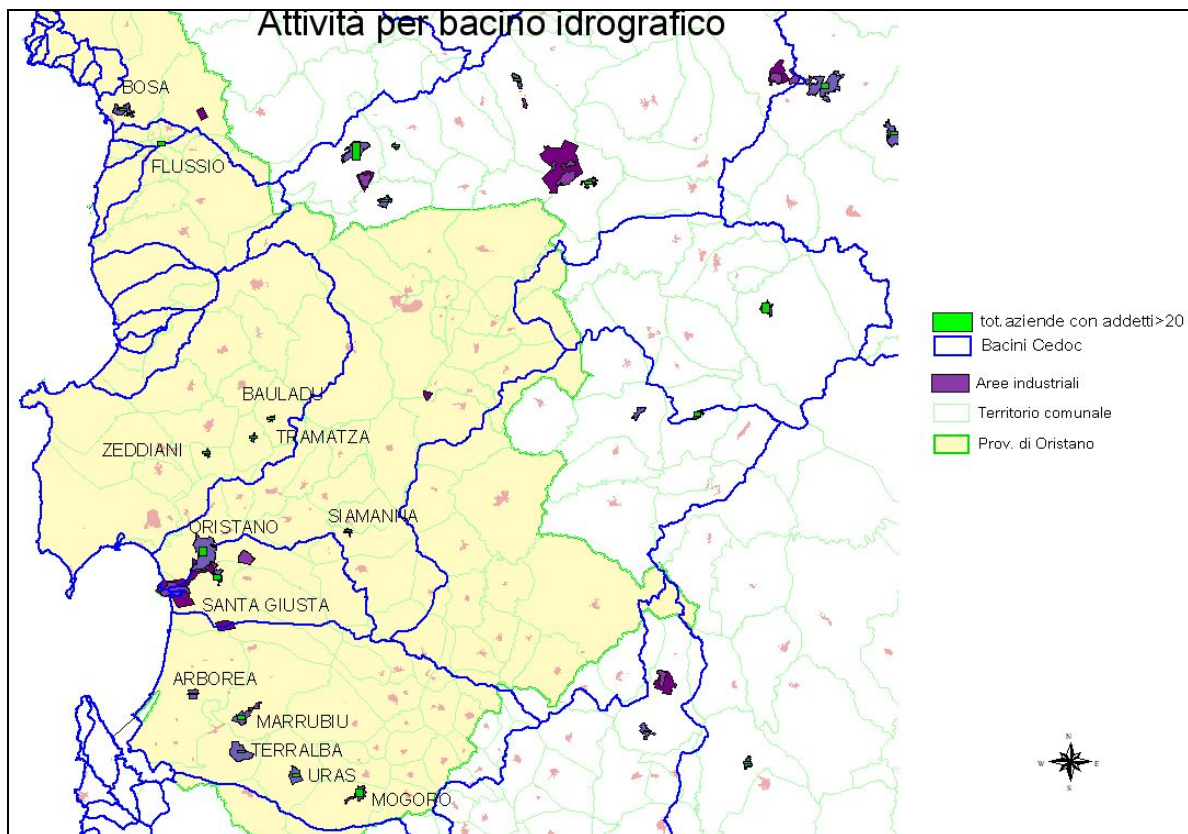 Attività per bacino idrografico
BOSA
FLUSSIO
BAULADU
TRAMATZA
ZEDDIANI
SIAMANNA
ORISTANO
SANTA GIUSTA
ARBOREA
MARRUBIU
TERRALBA
URAS
MOGORO
tot.aziende con addetti>20
Bacini Cedoc
Aree industriali
Territorio comunale
Prov. di Oristano
N
W
E
S